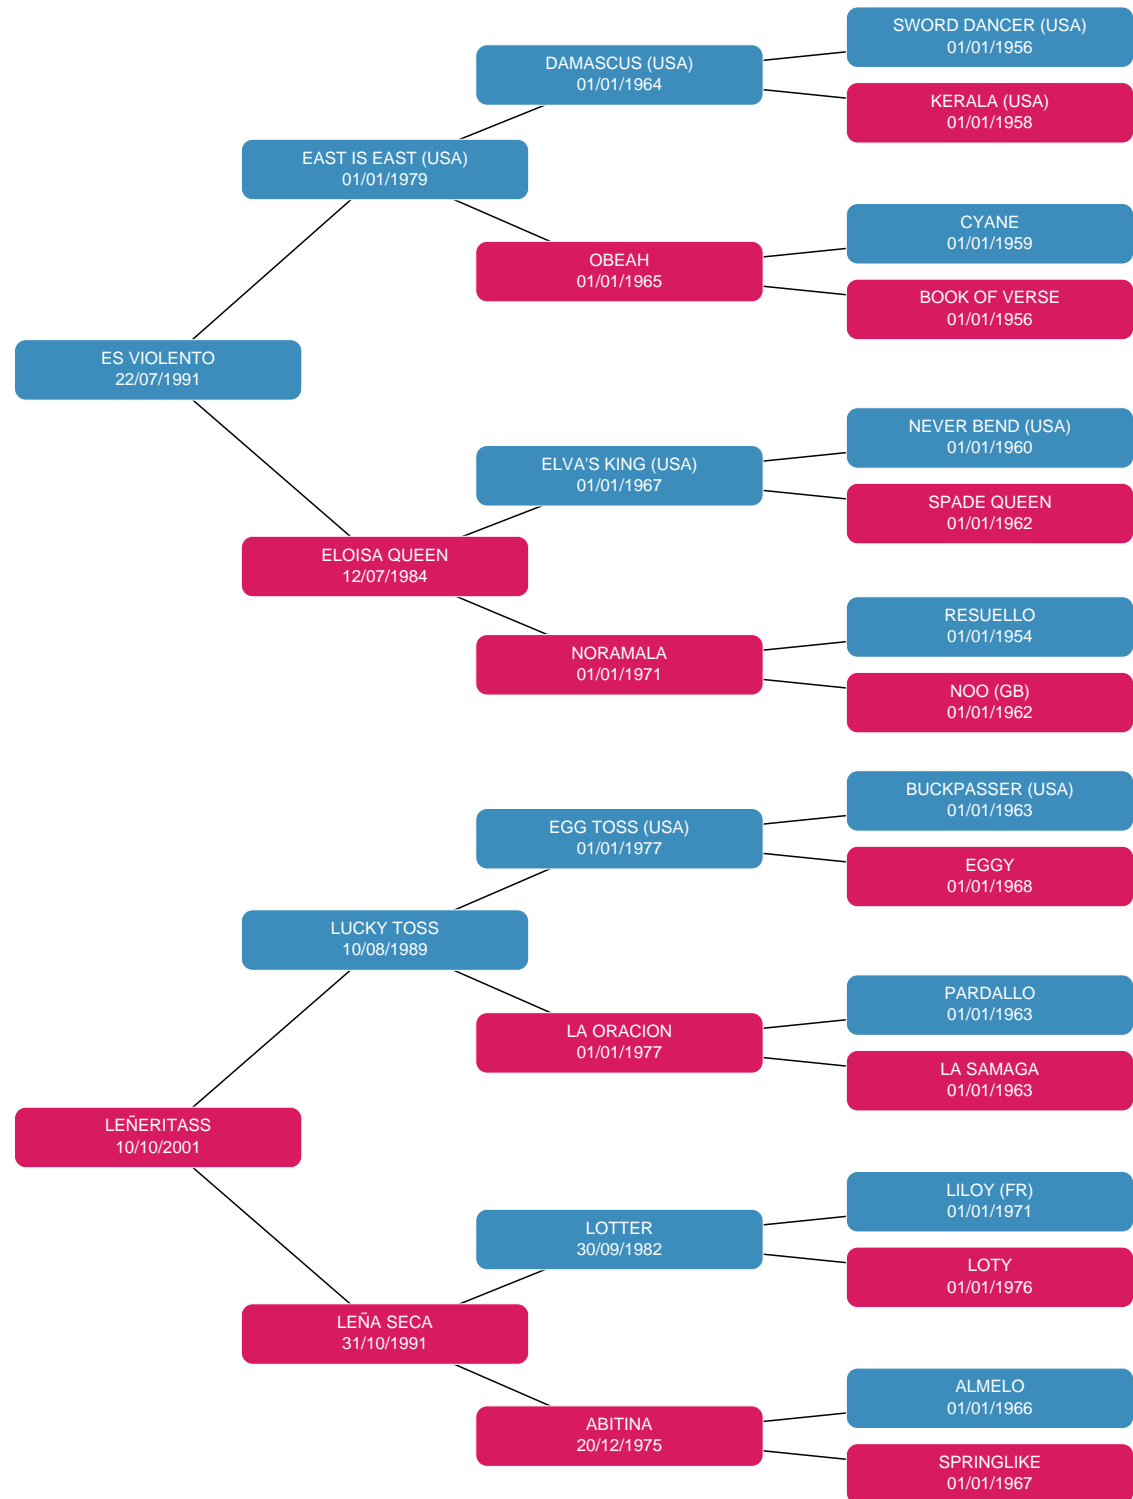 SWORD DANCER (USA)
01/01/1956
DAMASCUS (USA)
01/01/1964
KERALA (USA)
01/01/1958
EAST IS EAST (USA)
01/01/1979
CYANE
01/01/1959
OBEAH
01/01/1965
BOOK OF VERSE
01/01/1956
ES VIOLENTO
22/07/1991
NEVER BEND (USA)
01/01/1960
ELVA'S KING (USA)
01/01/1967
SPADE QUEEN
01/01/1962
ELOISA QUEEN
12/07/1984
RESUELLO
01/01/1954
NORAMALA
01/01/1971
NOO (GB)
01/01/1962
BUCKPASSER (USA)
01/01/1963
EGG TOSS (USA)
01/01/1977
EGGY
01/01/1968
LUCKY TOSS
10/08/1989
PARDALLO
01/01/1963
LA ORACION
01/01/1977
LA SAMAGA
01/01/1963
LEÑERITASS
10/10/2001
LILOY (FR)
01/01/1971
LOTTER
30/09/1982
LOTY
01/01/1976
LEÑA SECA
31/10/1991
ALMELO
01/01/1966
ABITINA
20/12/1975
SPRINGLIKE
01/01/1967